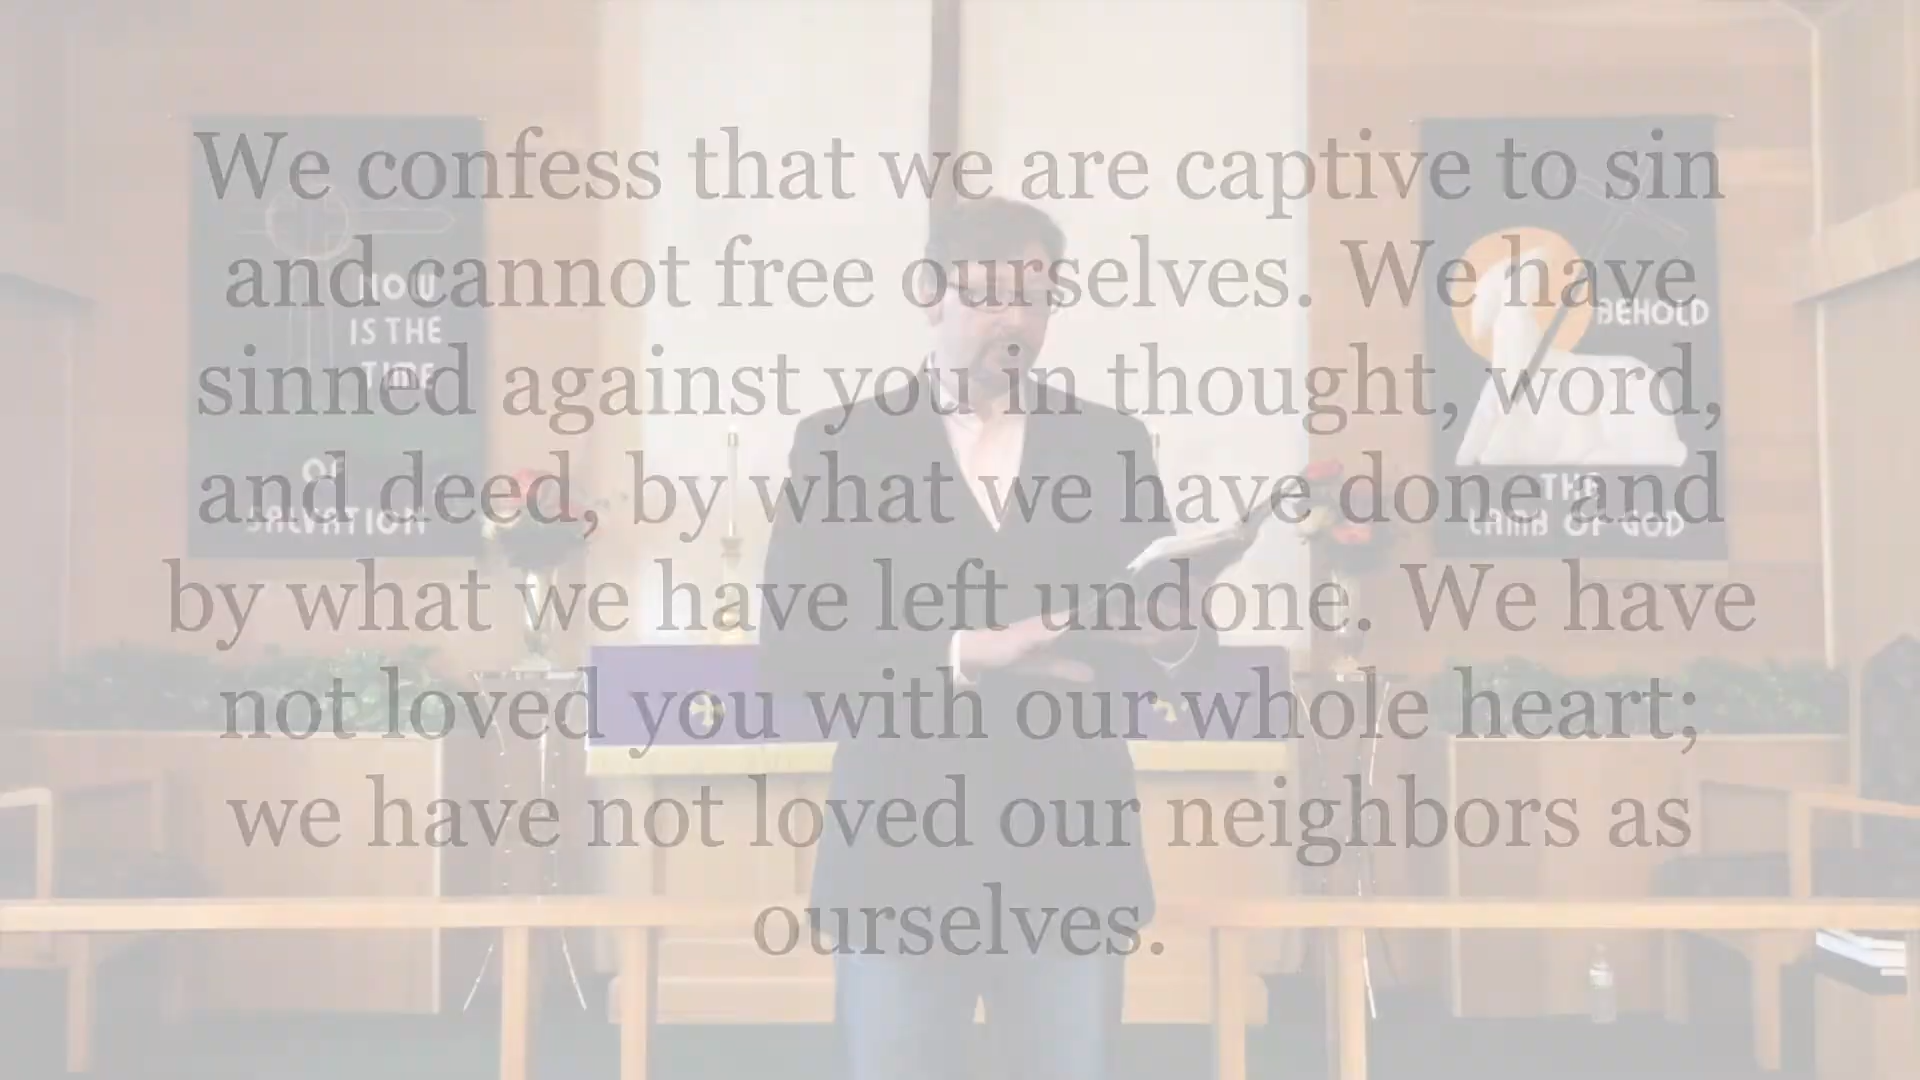 We confess that we are captive to sin
and cannot free ourselves. We have
sinned against you in thought, word,
and deed, by what we have done and
by what we have left undone. We have
not loved you with our whole heart;
we have not loved our neighbors as
ourselves.
NOW
IS THE
TIME
OF
SALVATION
BEHOLD
THE
LAMB OF GOD